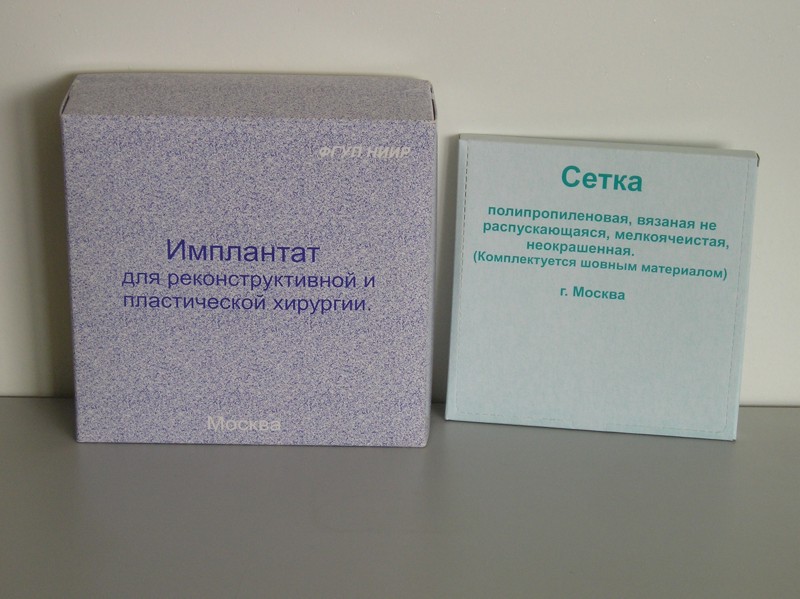 ФГУП НИИР
Имплантат
для реконструктивной и
пластической хирургии.
Москва
Сетка
полипропиленовая, вязаная не
распускающаяся, мелкоячеистая,
неокрашенная.
(Комплектуется шовным материалом)
г. Москва